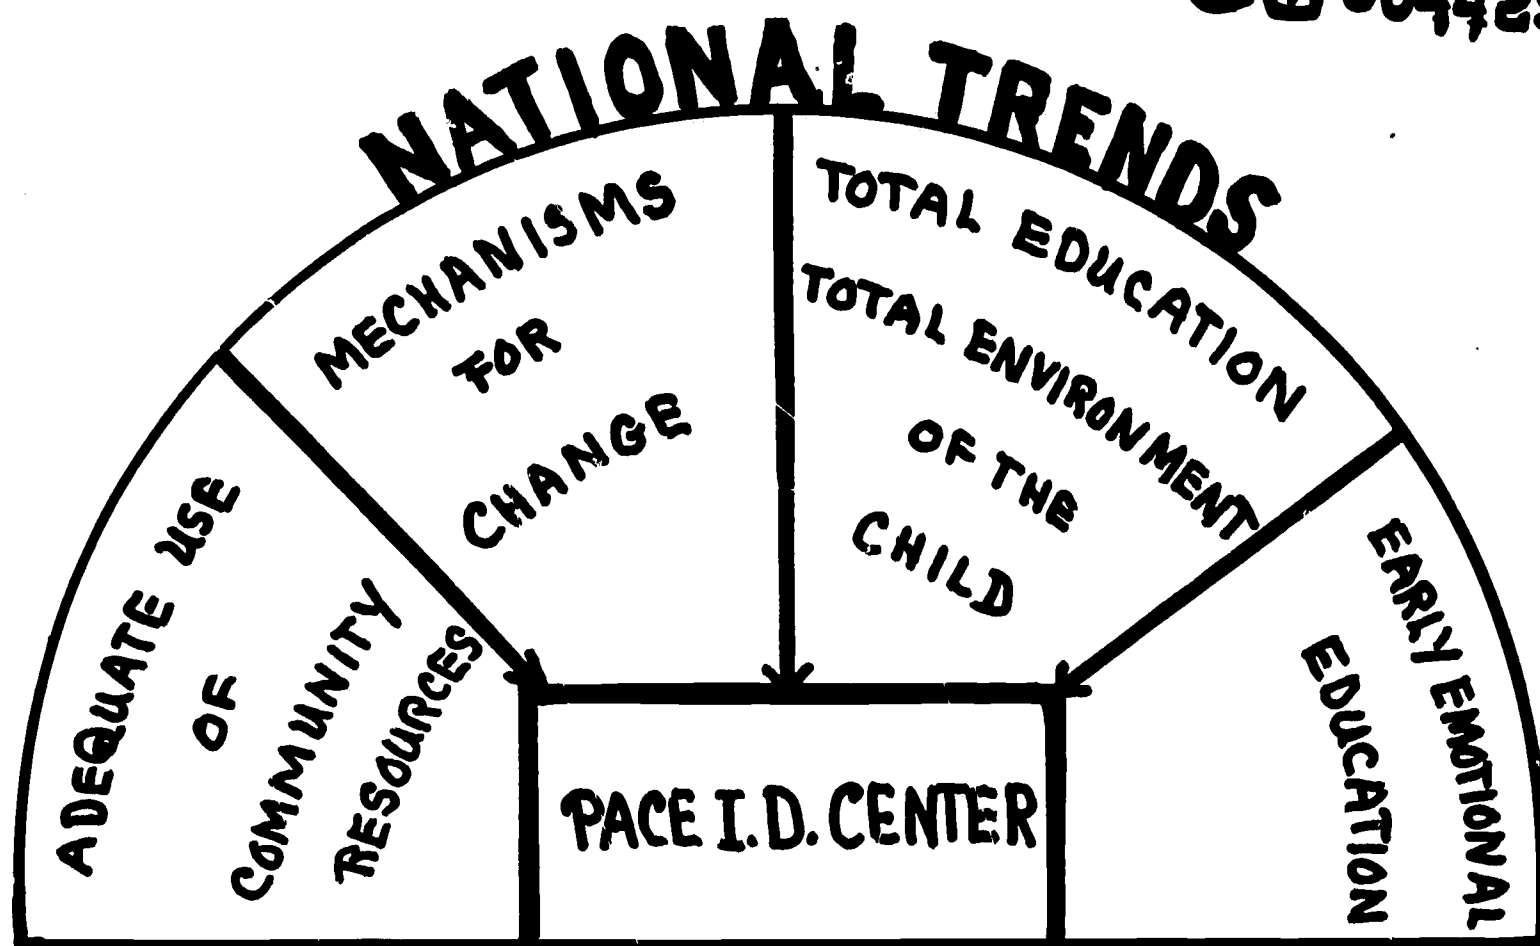 NATIONAL TRENDS
MECHANISMS
FOR
CHANGE
TOTAL EDUCATION
TOTAL ENVIRONMENT
OF THE
CHILD
ADEQUATE USE
OF
COMMUNITY
RESOURCES
EARLY EMOTIONAL
EDUCATION
PACE I.D. CENTER